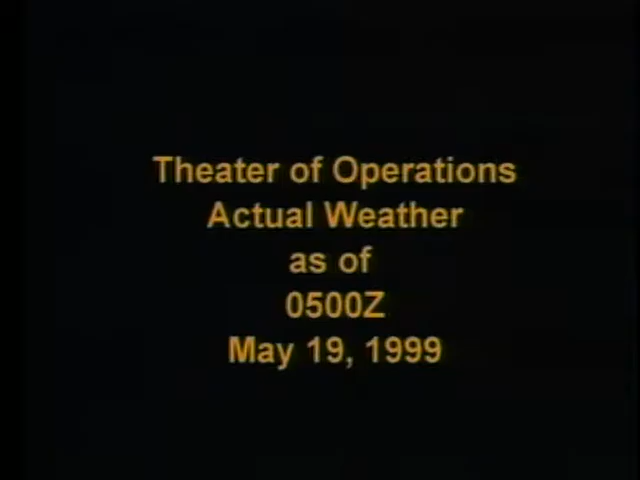 Theater of Operations
Actual Weather
as of
0500Z
May 19, 1999